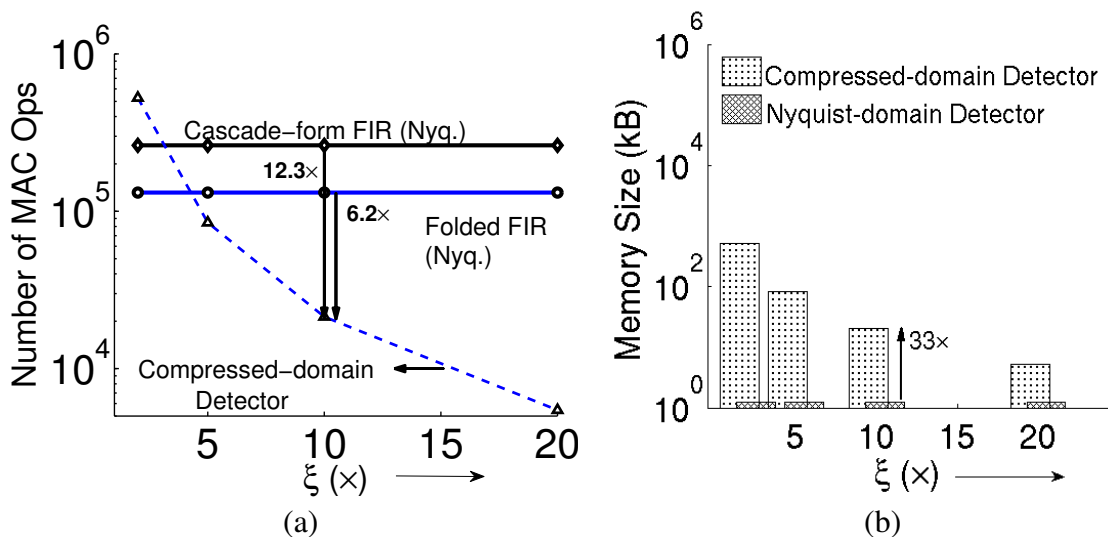 (a)
Number of MAC Ops
10^6
10^5
10^4
Cascade−form FIR (Nyq.)
12.3×
6.2×
Folded FIR
(Nyq.)
Compressed−domain
Detector
5 10 15 20
ξ (×)
(b)
Memory Size (kB)
10^6
10^4
10^2
10^0
Compressed-domain Detector
Nyquist-domain Detector
33×
5 10 15 20
ξ (×)